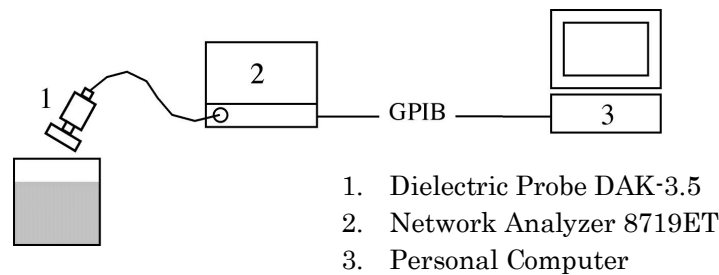 1
2
GPIB
3
1. Dielectric Probe DAK-3.5
2. Network Analyzer 8719ET
3. Personal Computer